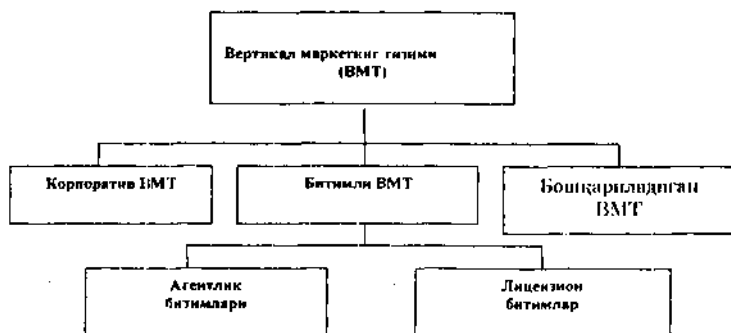 Вертикал маркетинг тизими
(ВМТ)
Корпоратив ВМТ
Битимли ВМТ
Бошқариладиган
ВМТ
Агентлик
битимлари
Лицензион
битимлар